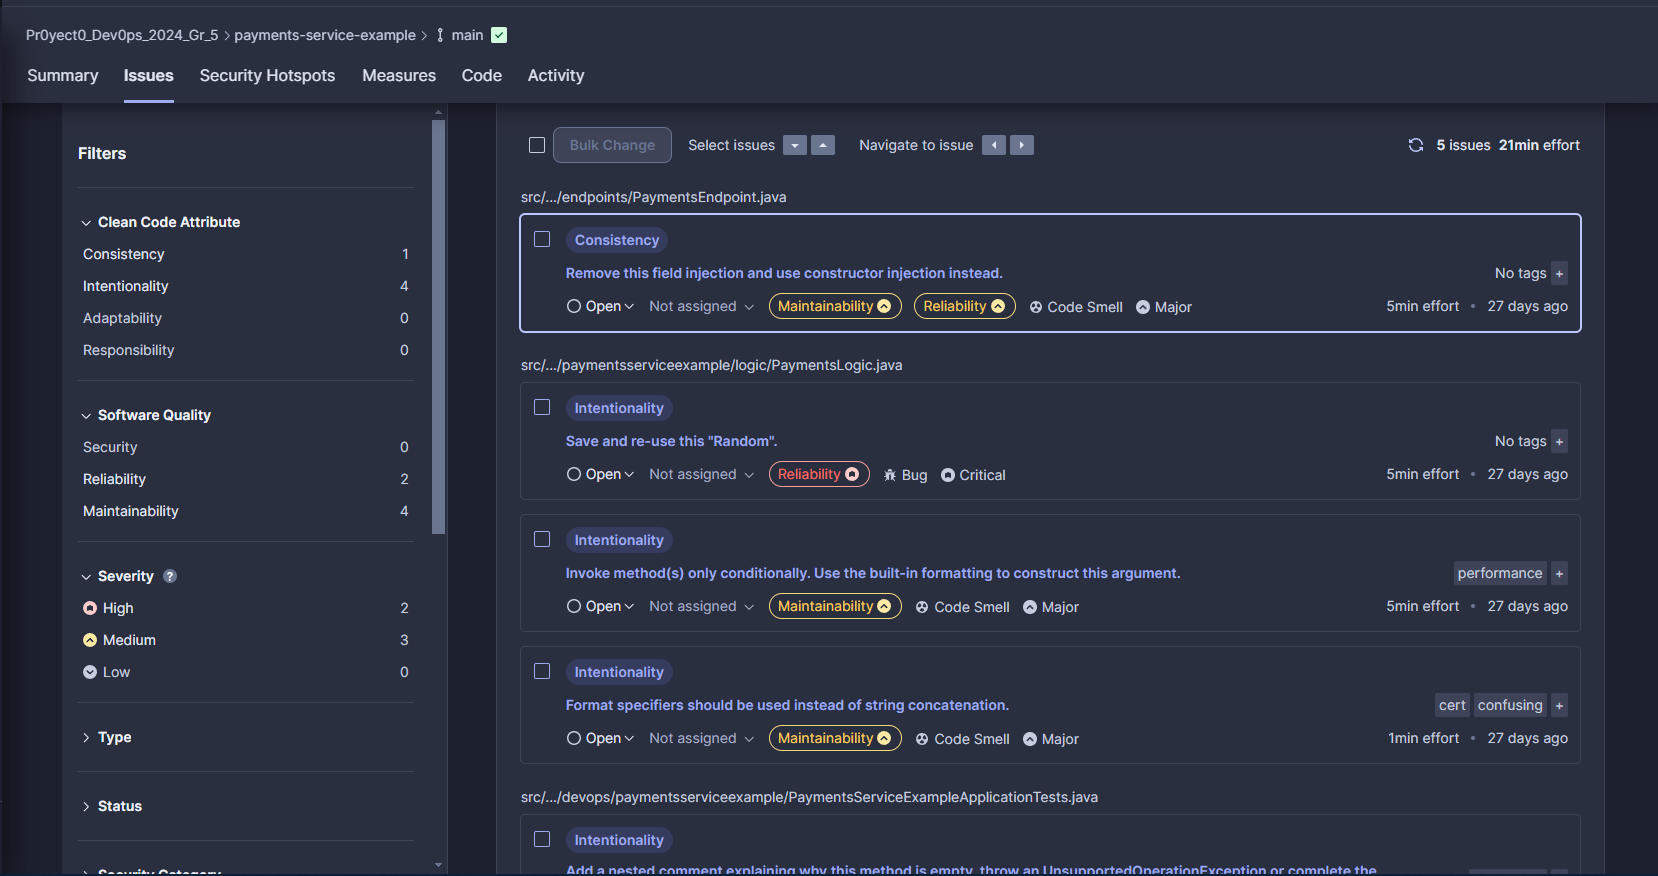 Pr0yect0_Dev0ps_2024_Gr_5 > payments-service-example > main
Summary Issues Security Hotspots Measures Code Activity
Filters
Clean Code Attribute
Consistency 1
Intentionality 4
Adaptability 0
Responsibility 0
Software Quality
Security 0
Reliability 2
Maintainability 4
Severity ?
High 2
Medium 3
Low 0
Type
Status
Security Category
Bulk Change Select issues Navigate to issue 5 issues 21min effort
src/.../endpoints/PaymentsEndpoint.java
Consistency
Remove this field injection and use constructor injection instead. No tags +
Open Not assigned Maintainability Reliability Code Smell Major 5min effort • 27 days ago
src/.../paymentsserviceexample/logic/PaymentsLogic.java
Intentionality
Save and re-use this "Random". No tags +
Open Not assigned Reliability Bug Critical 5min effort • 27 days ago
Intentionality
Invoke method(s) only conditionally. Use the built-in formatting to construct this argument. performance +
Open Not assigned Maintainability Code Smell Major 5min effort • 27 days ago
Intentionality
Format specifiers should be used instead of string concatenation. cert confusing +
Open Not assigned Maintainability Code Smell Major 1min effort • 27 days ago
src/.../devops/paymentsserviceexample/PaymentsServiceExampleApplicationTests.java
Intentionality
Add a nested comment explaining why this method is empty, throw an UnsupportedOperationException or complete the